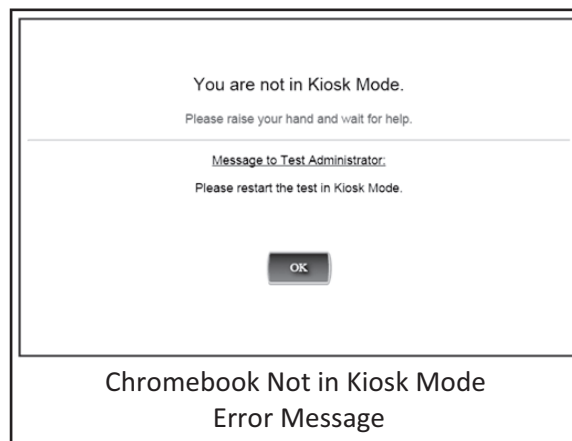 You are not in Kiosk Mode.
Please raise your hand and wait for help.
Message to Test Administrator:
Please restart the test in Kiosk Mode.
OK
Chromebook Not in Kiosk Mode
Error Message